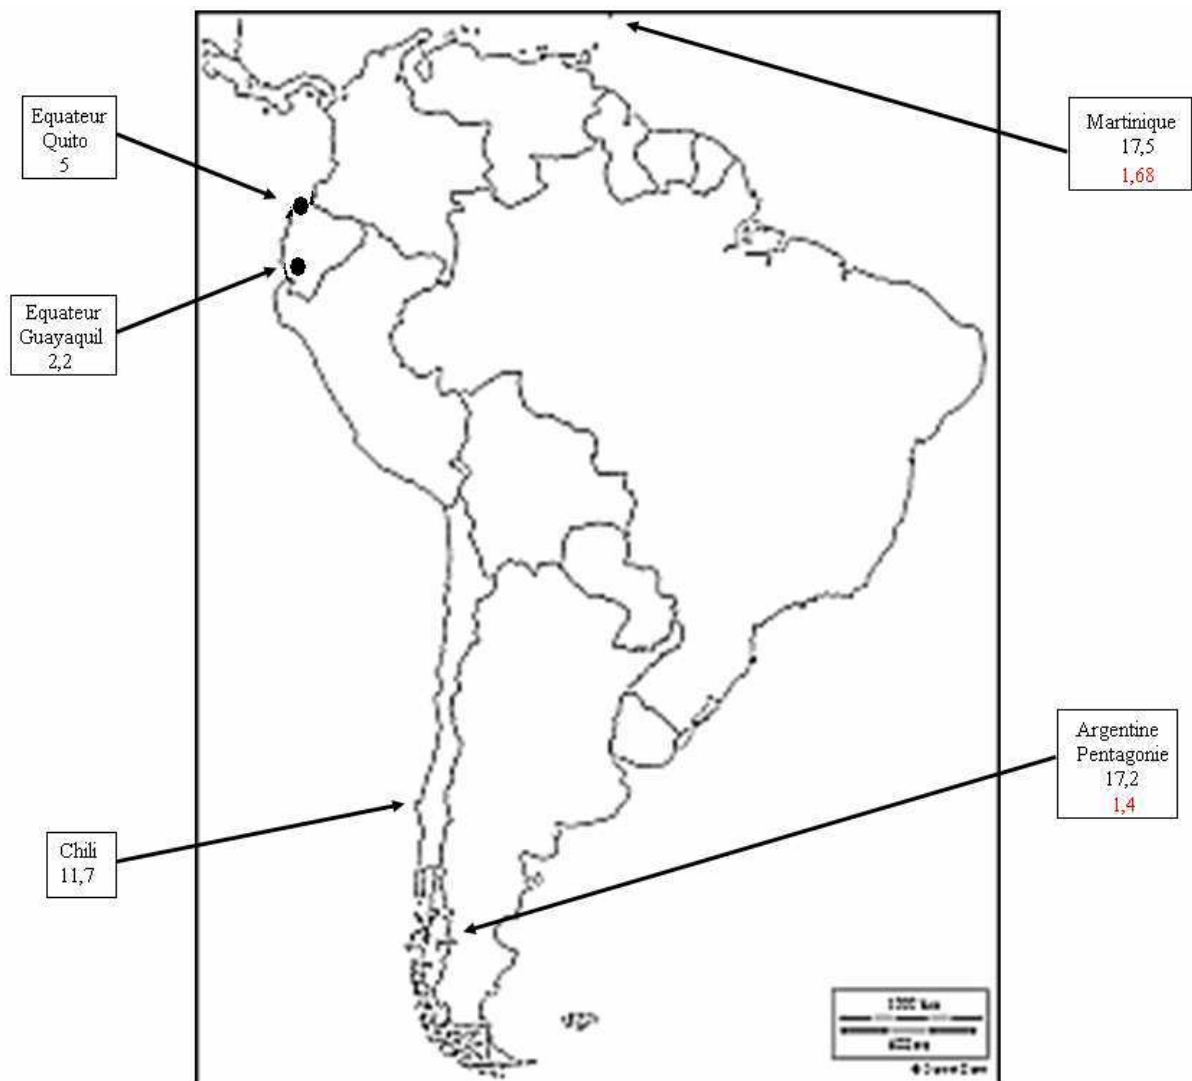 Equateur
Quito
5
Martinique
17,5
1,68
Equateur
Guayaquil
2,2
Argentine
Pentagonie
17,2
1,4
Chili
11,7